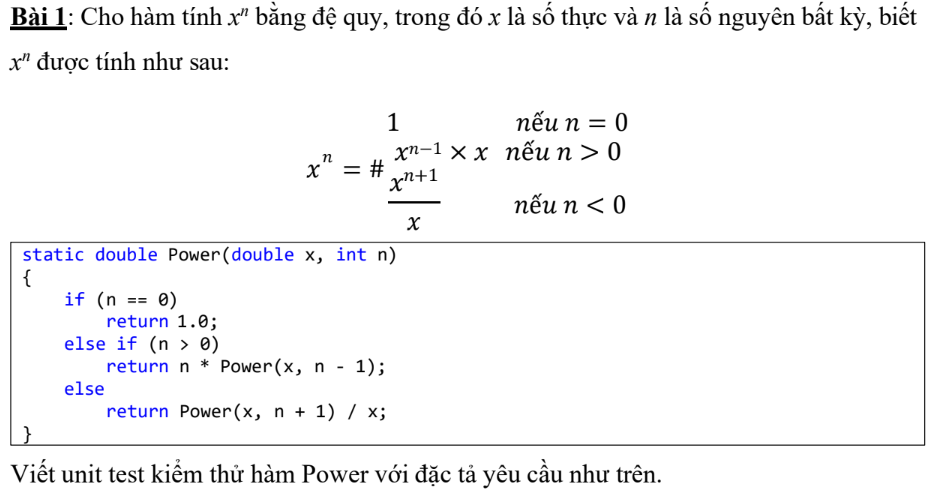 Bài 1: Cho hàm tính xⁿ bằng đệ quy, trong đó x là số thực và n là số nguyên bất kỳ, biết
xⁿ được tính như sau:
1 nếu n = 0
xⁿ⁻¹ × x nếu n > 0
xⁿ = #
xⁿ⁺¹
nếu n < 0
x
static double Power(double x, int n)
{
    if (n == 0)
        return 1.0;
    else if (n > 0)
        return n * Power(x, n - 1);
    else
        return Power(x, n + 1) / x;
}
Viết unit test kiểm thử hàm Power với đặc tả yêu cầu như trên.